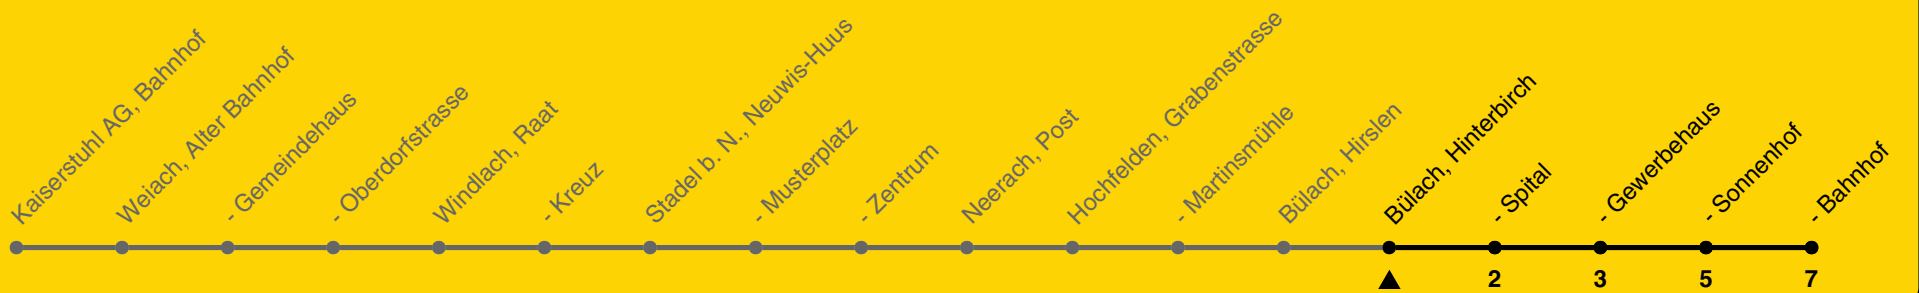 Kaiserstuhl AG, Bahnhof
Weiach, Alter Bahnhof
- Gemeindehaus
- Oberdorfstrasse
Windlach, Raat
- Kreuz
Stadel b. N., Neuwis-Huus
- Musterplatz
- Zentrum
Neerach, Post
Hochfelden, Grabenstrasse
- Martinsmühle
Bülach, Hirslen
Bülach, Hinterbirch
- Spital
- Gewerbehaus
- Sonnenhof
- Bahnhof
2 3 5 7